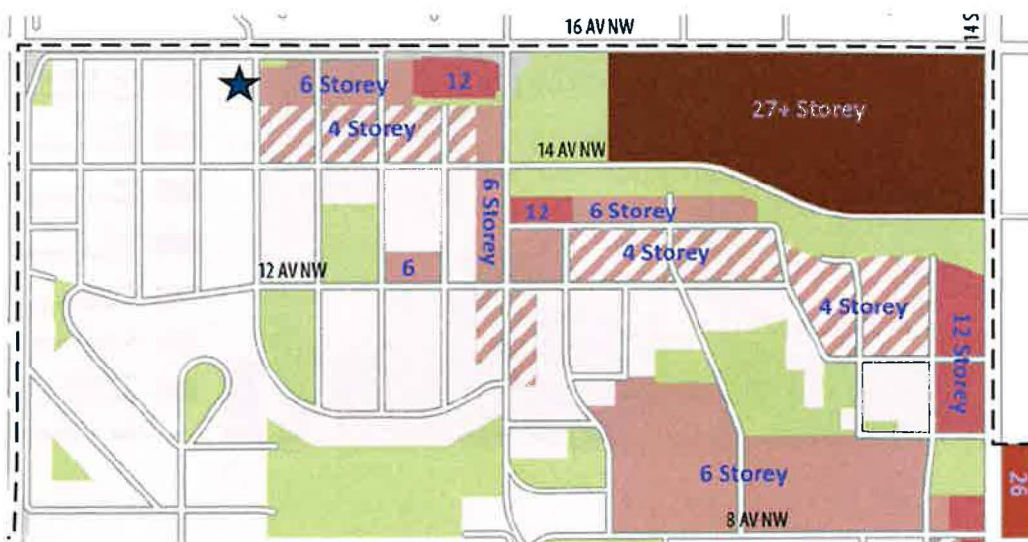 16 AV NW
14 S
6 Storey
12
27+ Storey
4 Storey
14 AV NW
6 Storey
12
6 Storey
4 Storey
12 AV NW
6
4 Storey
12 Storey
6 Storey
26
8 AV NW